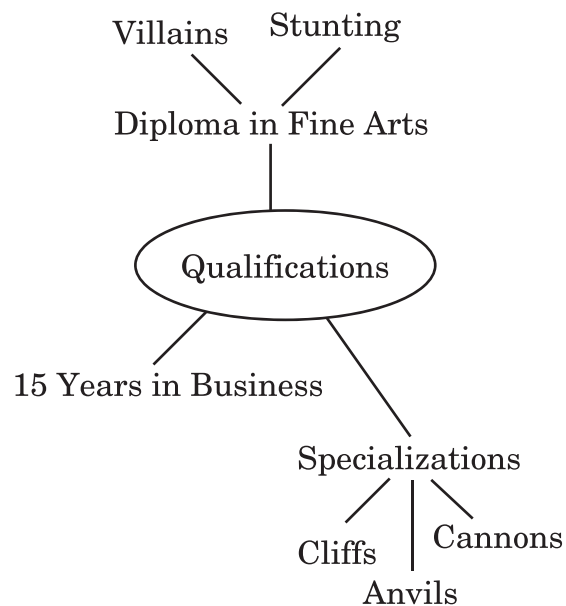 Villains
Stunting
Diploma in Fine Arts
Qualifications
15 Years in Business
Specializations
Cliffs
Cannons
Anvils